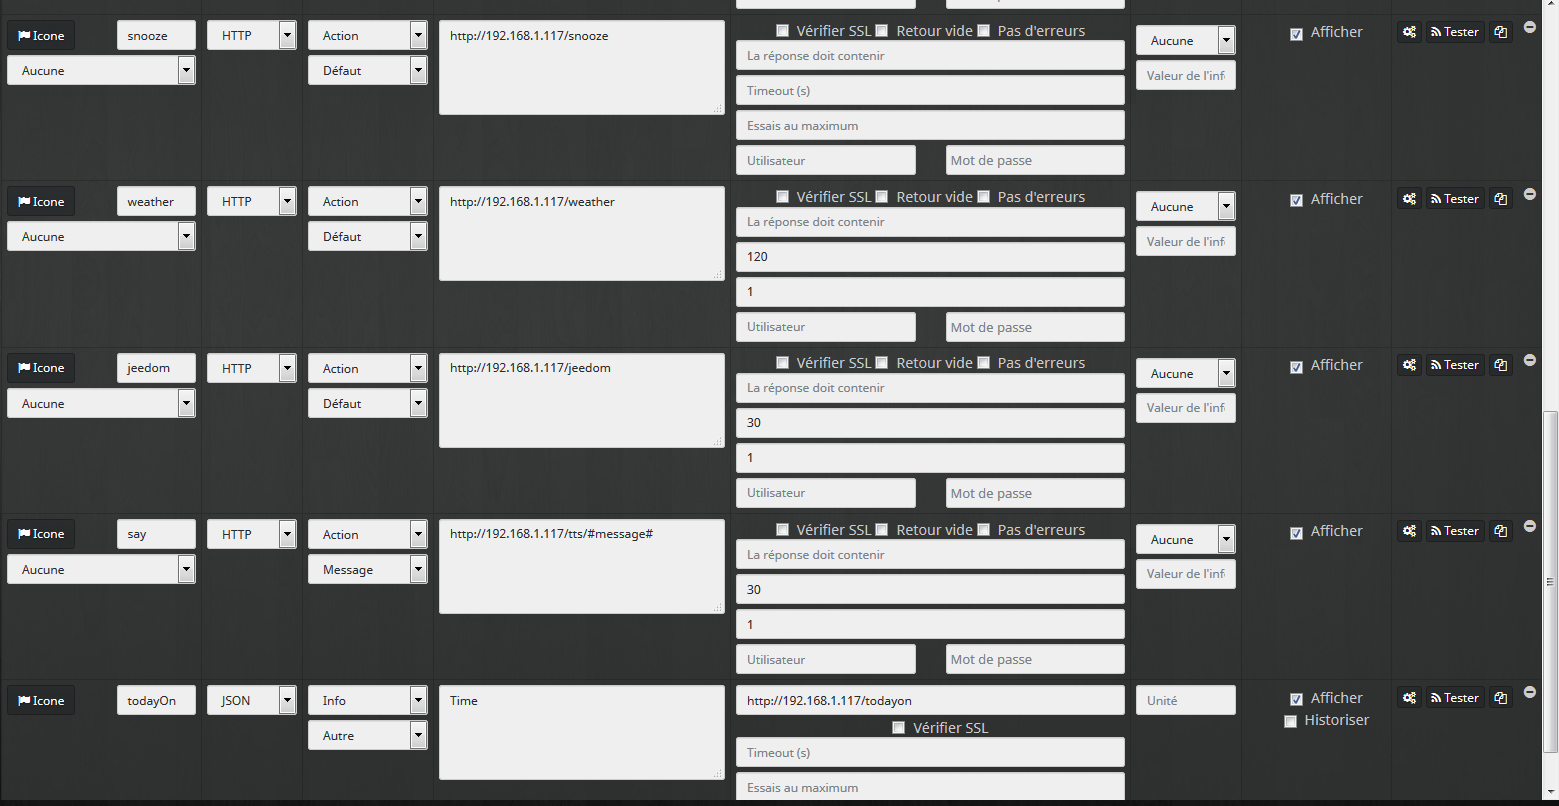 Icone snooze HTTP Action http://192.168.1.117/snooze Vérifier SSL Retour vide Pas d'erreurs Aucune Afficher Tester
Aucune Défaut La réponse doit contenir Valeur de l'inf
Timeout (s)
Essais au maximum
Utilisateur Mot de passe
Icone weather HTTP Action http://192.168.1.117/weather Vérifier SSL Retour vide Pas d'erreurs Aucune Afficher Tester
Aucune Défaut La réponse doit contenir Valeur de l'inf
120
1
Utilisateur Mot de passe
Icone jeedom HTTP Action http://192.168.1.117/jeedom Vérifier SSL Retour vide Pas d'erreurs Aucune Afficher Tester
Aucune Défaut La réponse doit contenir Valeur de l'inf
30
1
Utilisateur Mot de passe
Icone say HTTP Action http://192.168.1.117/tts/#message# Vérifier SSL Retour vide Pas d'erreurs Aucune Afficher Tester
Aucune Message La réponse doit contenir Valeur de l'inf
30
1
Utilisateur Mot de passe
Icone todayOn JSON Info Time http://192.168.1.117/todayon Unité Afficher Tester
Autre Vérifier SSL Historiser
Timeout (s)
Essais au maximum